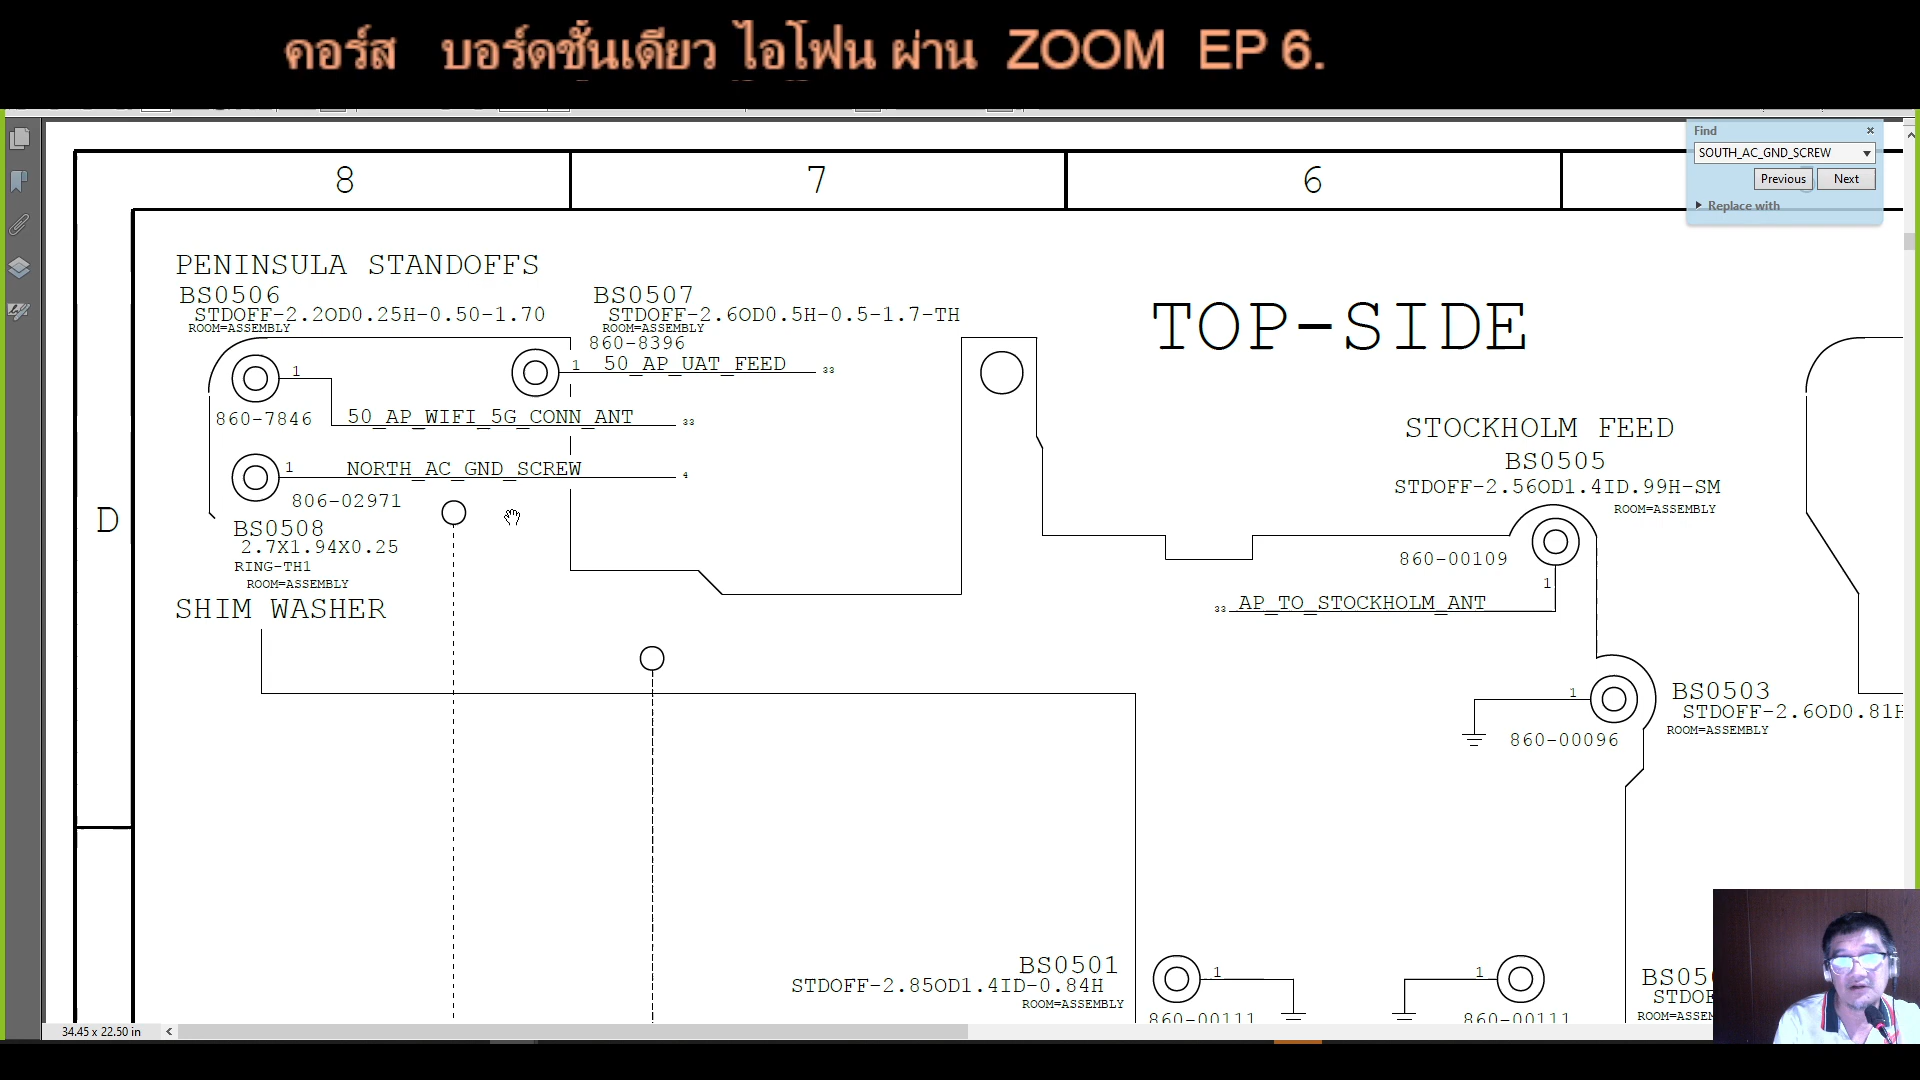 คอร์ส บอร์ดชั้นเดียว ไอโฟน ผ่าน ZOOM EP 6.
Find
SOUTH_AC_GND_SCREW
Previous Next
Replace with
8 7 6
PENINSULA STANDOFFS
BS0506
STDOFF-2.2OD0.25H-0.50-1.70
ROOM=ASSEMBLY
BS0507
STDOFF-2.6OD0.5H-0.5-1.7-TH
ROOM=ASSEMBLY
860-8396
TOP-SIDE
1
1 50_AP_UAT_FEED 33
860-7846 50_AP_WIFI_5G_CONN_ANT 33
1 NORTH_AC_GND_SCREW 4
806-02971
D
BS0508
2.7X1.94X0.25
RING-TH1
ROOM=ASSEMBLY
SHIM WASHER
STOCKHOLM FEED
BS0505
STDOFF-2.56OD1.4ID.99H-SM
ROOM=ASSEMBLY
860-00109
1
33 AP_TO_STOCKHOLM_ANT
1
BS0503
STDOFF-2.6OD0.81H
ROOM=ASSEMBLY
860-00096
BS0501
STDOFF-2.85OD1.4ID-0.84H
ROOM=ASSEMBLY
1
860-00111
1
860-00111
BS050
STDOF
ROOM=ASSEM
34.45 x 22.50 in